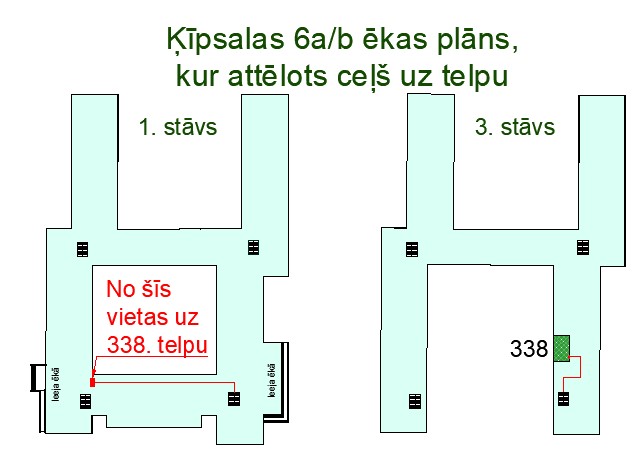 Ķīpsalas 6a/b ēkas plāns,
kur attēlots ceļš uz telpu
1. stāvs
3. stāvs
No šīs
vietas uz
338. telpu
338
Ieeja ēkā
Ieeja ēkā